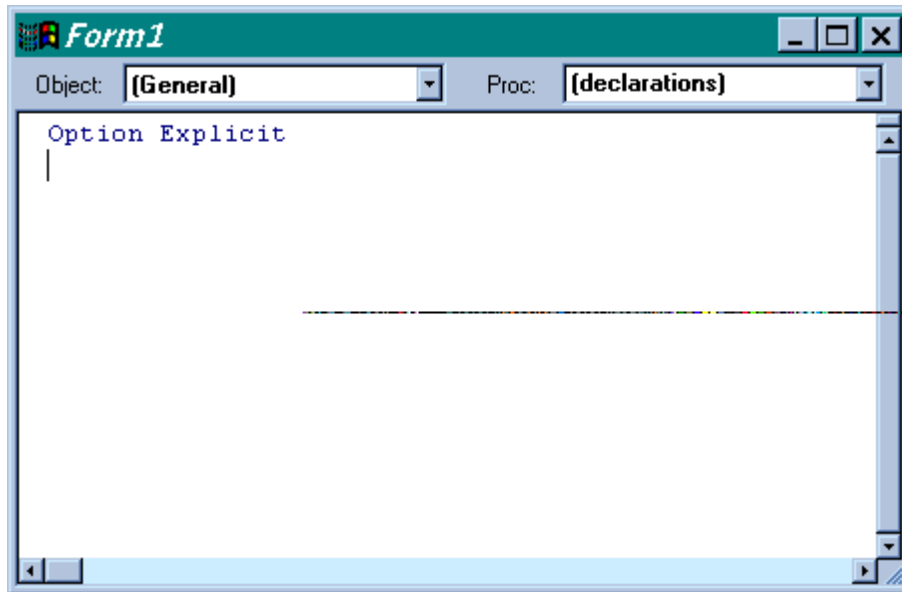 Form1
Object: (General) Proc: (declarations)
Option Explicit